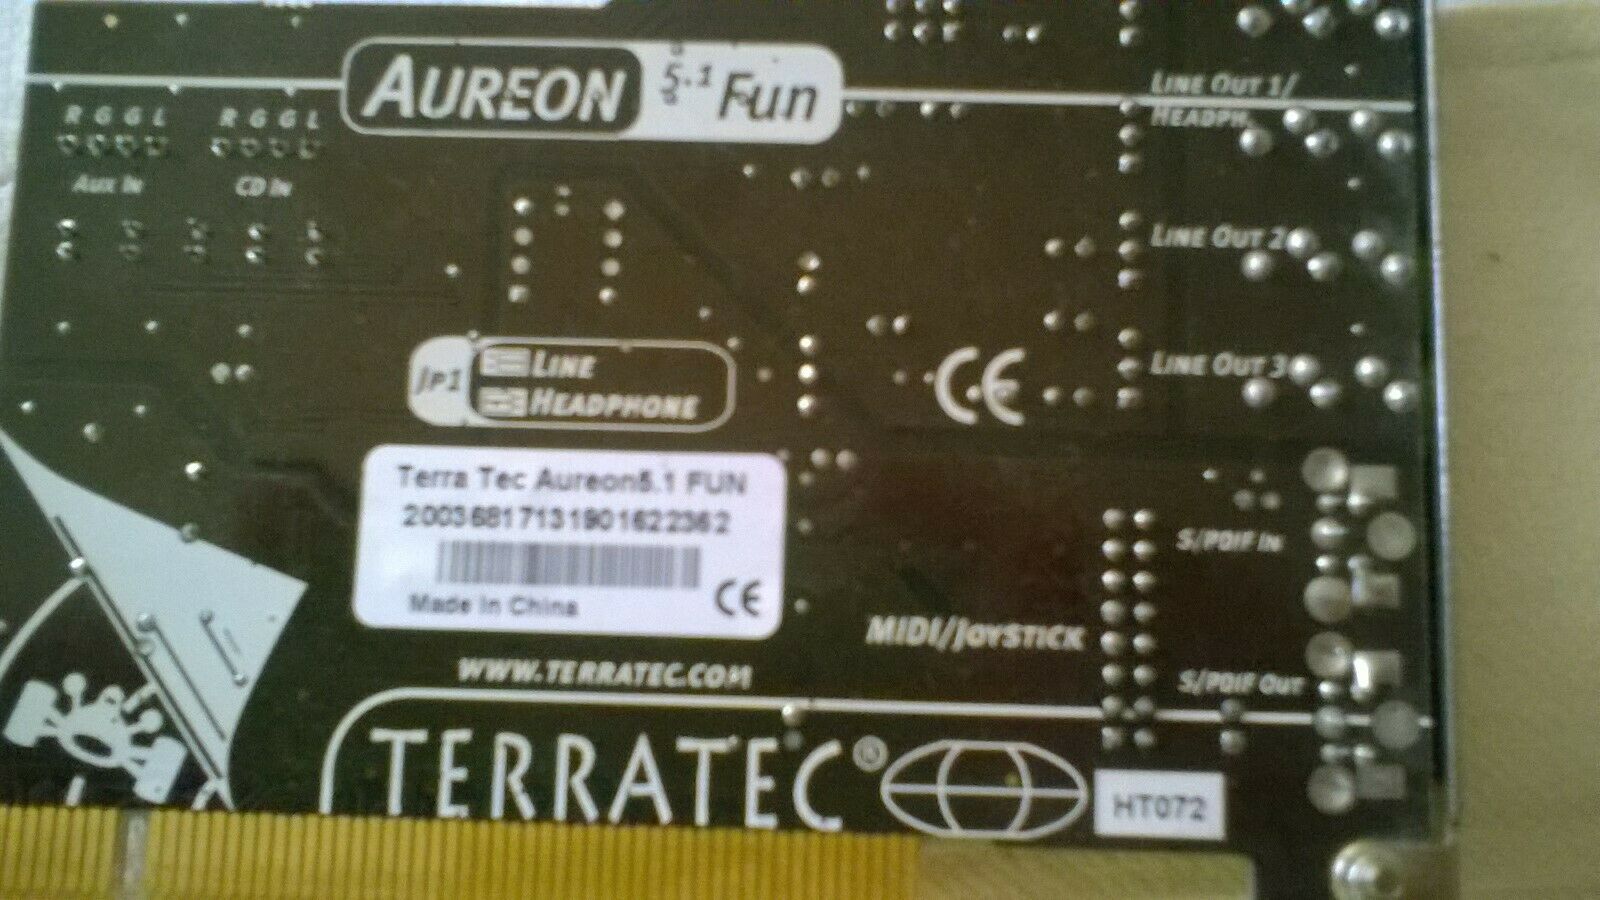 AUREON 5.1 Fun
LINE OUT 1/
HEADPH.
R G G L
R G G L
AUX IN
CD IN
LINE OUT 2
JP1
LINE
HEADPHONE
CE
LINE OUT 3
Terra Tec Aureon5.1 FUN
20036817131901622362
Made In China
CE
S/PDIF IN
MIDI/JOYSTICK
WWW.TERRATEC.COM
S/PDIF OUT
TERRATEC®
HT072